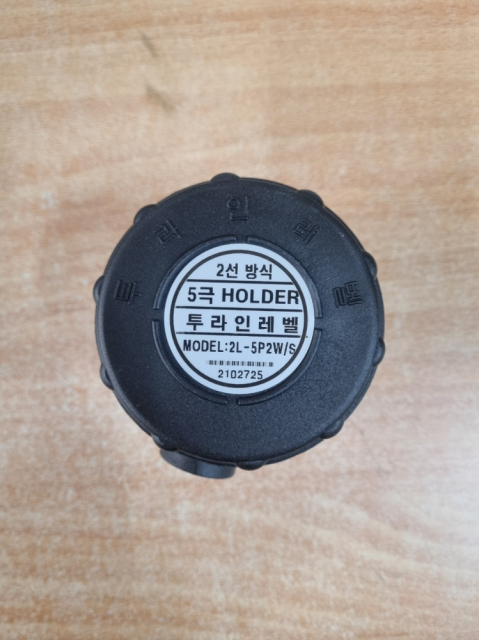 투라인레벨
2선 방식
5극 HOLDER
투라인레벨
MODEL:2L-5P2W/S
2102725